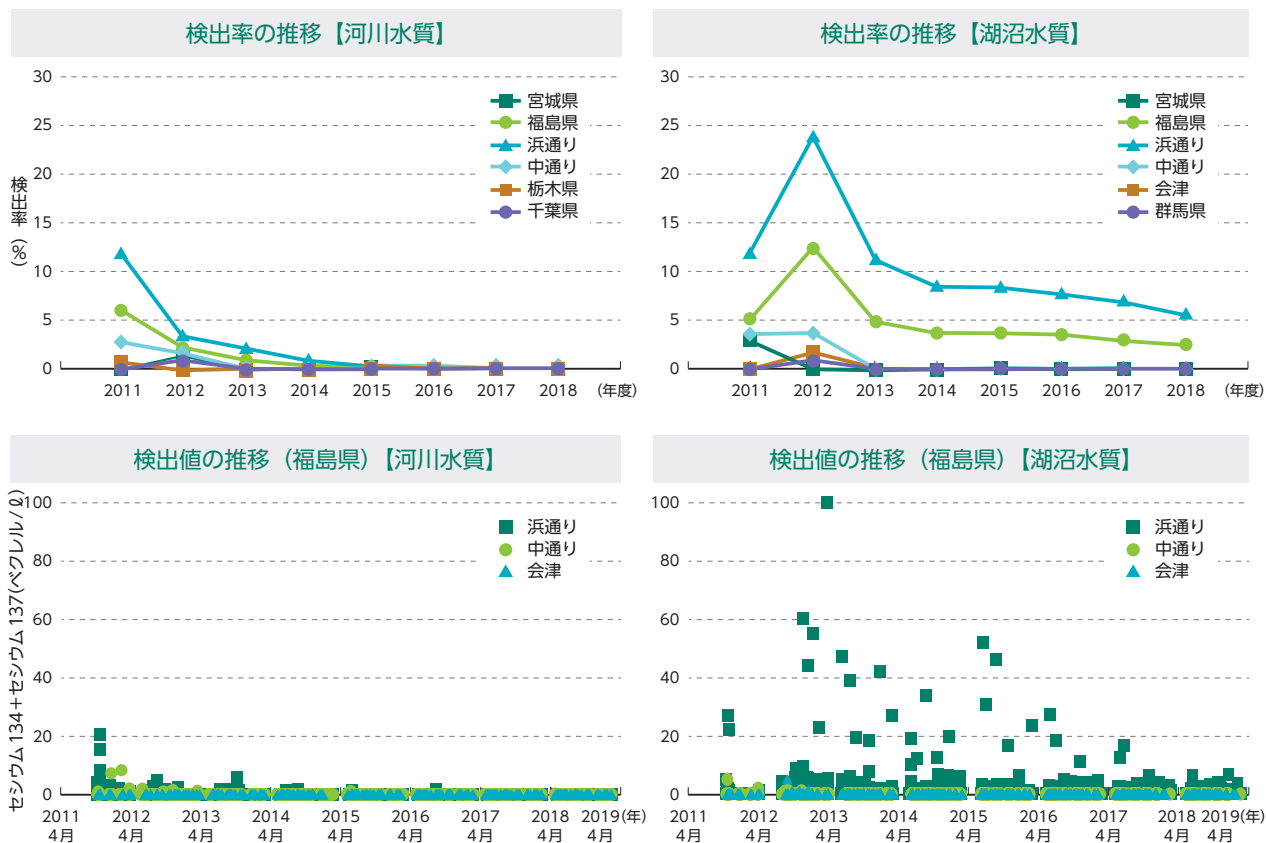 検出率の推移【河川水質】
検出率（%）
30
25
20
15
10
5
0
宮城県
福島県
浜通り
中通り
栃木県
千葉県
2011 2012 2013 2014 2015 2016 2017 2018 (年度)
検出率の推移【湖沼水質】
30
25
20
15
10
5
0
宮城県
福島県
浜通り
中通り
会津
群馬県
2011 2012 2013 2014 2015 2016 2017 2018 (年度)
検出値の推移（福島県）【河川水質】
セシウム134＋セシウム137(ベクレル/ℓ)
100
80
60
40
20
0
浜通り
中通り
会津
2011 2012 2013 2014 2015 2016 2017 2018 2019(年)
4月 4月 4月 4月 4月 4月 4月 4月 4月
検出値の推移（福島県）【湖沼水質】
100
80
60
40
20
0
浜通り
中通り
会津
2011 2012 2013 2014 2015 2016 2017 2018 2019(年)
4月 4月 4月 4月 4月 4月 4月 4月 4月